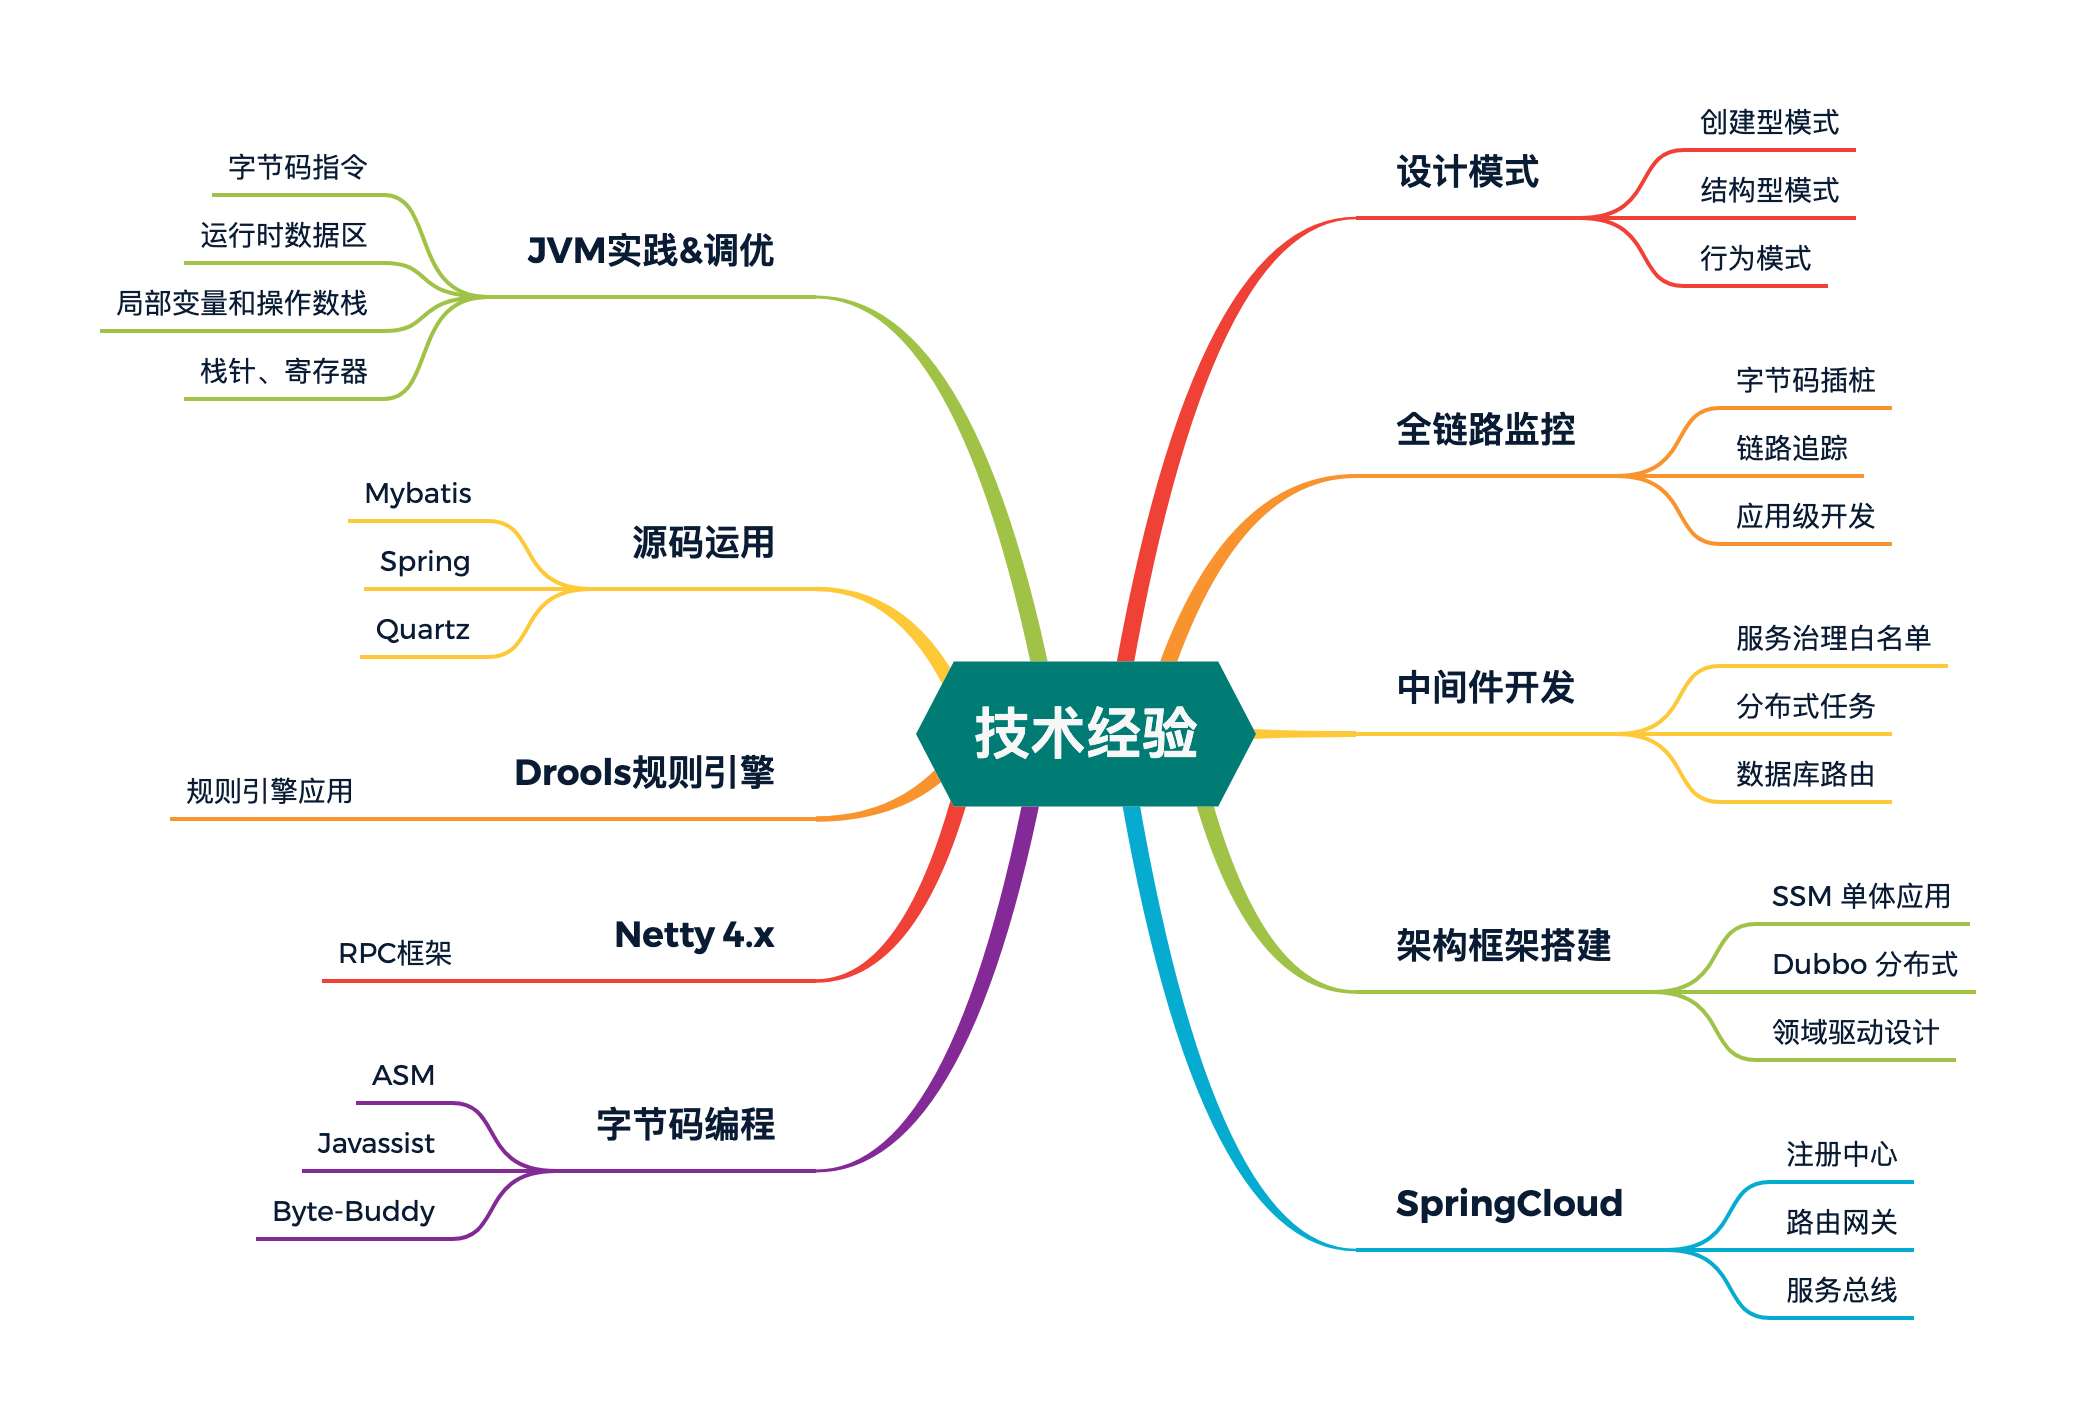 技术经验
设计模式
创建型模式
结构型模式
行为模式
全链路监控
字节码插桩
链路追踪
应用级开发
中间件开发
服务治理白名单
分布式任务
数据库路由
架构框架搭建
SSM 单体应用
Dubbo 分布式
领域驱动设计
SpringCloud
注册中心
路由网关
服务总线
JVM实践&调优
字节码指令
运行时数据区
局部变量和操作数栈
栈针、寄存器
源码运用
Mybatis
Spring
Quartz
Drools规则引擎
规则引擎应用
Netty 4.x
RPC框架
字节码编程
ASM
Javassist
Byte-Buddy